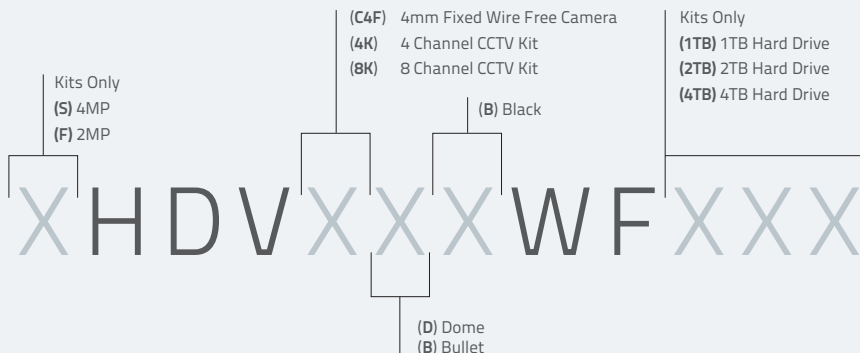 (C4F) 4mm Fixed Wire Free Camera
(4K) 4 Channel CCTV Kit
(8K) 8 Channel CCTV Kit
Kits Only
(1TB) 1TB Hard Drive
(2TB) 2TB Hard Drive
(4TB) 4TB Hard Drive
Kits Only
(S) 4MP
(F) 2MP
(B) Black
XHDVXXXWFXXX
(D) Dome
(B) Bullet